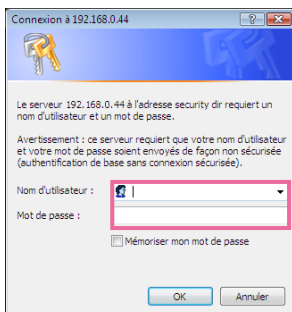 Connexion à 192.168.0.44
Le serveur 192.168.0.44 à l'adresse security dir requiert un
nom d'utilisateur et un mot de passe.
Avertissement : ce serveur requiert que votre nom d'utilisateur
et votre mot de passe soient envoyés de façon non sécurisée
(authentification de base sans connexion sécurisée).
Nom d'utilisateur :
Mot de passe :
Mémoriser mon mot de passe
OK Annuler